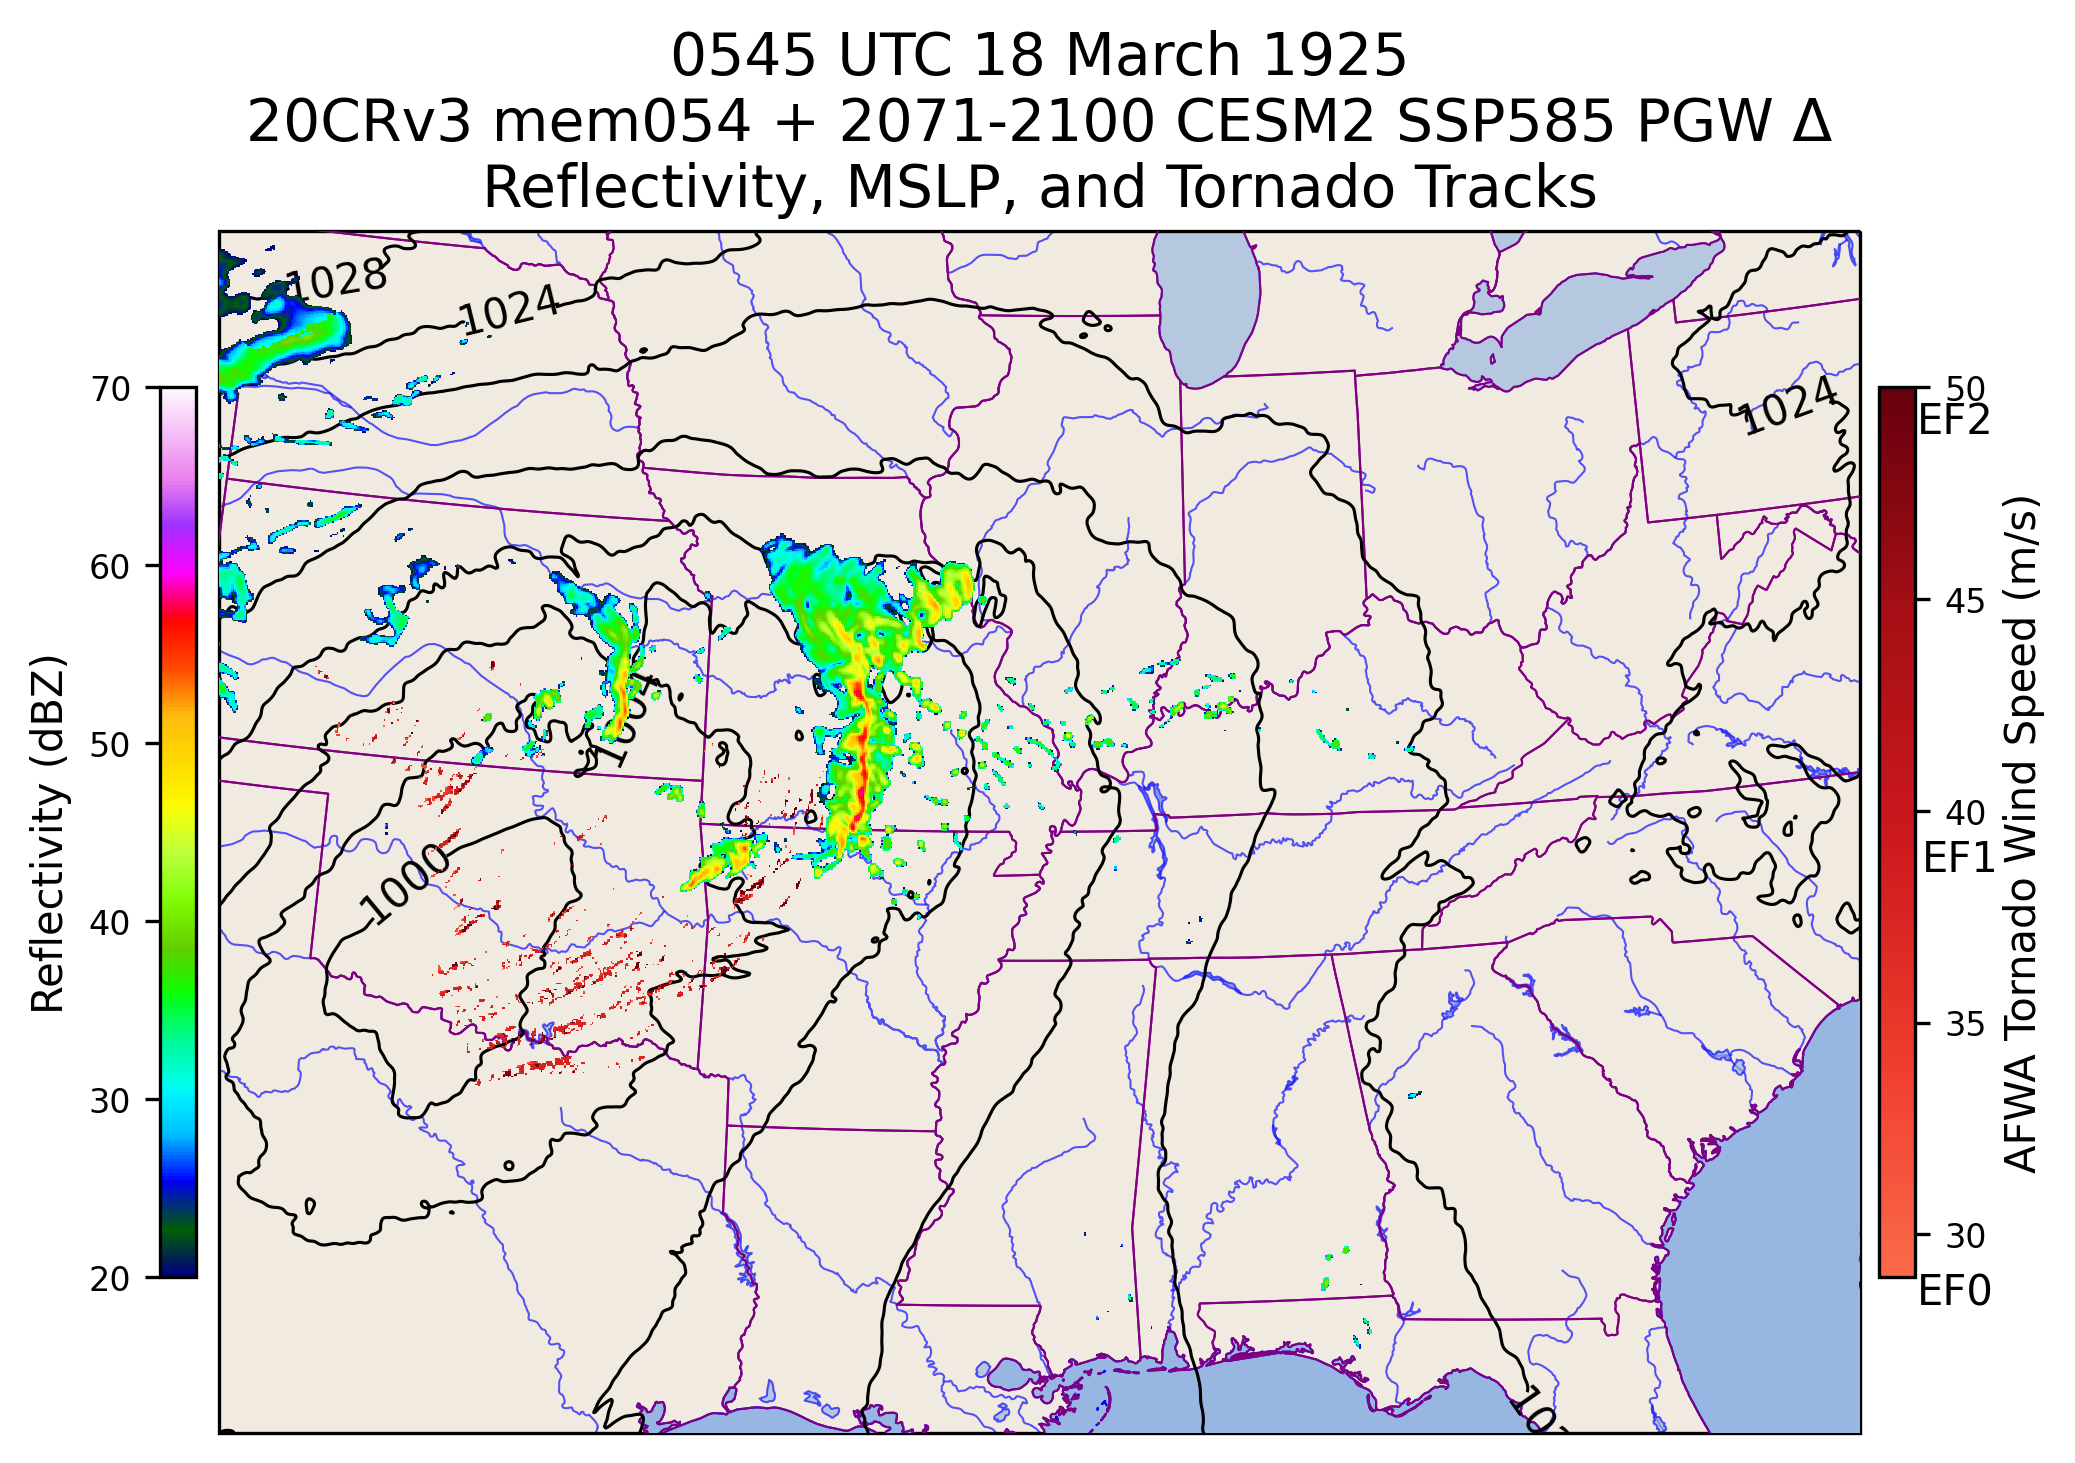 0545 UTC 18 March 1925
20CRv3 mem054 + 2071-2100 CESM2 SSP585 PGW Δ
Reflectivity, MSLP, and Tornado Tracks
1028
1024
1024
1000
70
60
50
40
30
20
Reflectivity (dBZ)
50
EF2
45
40
EF1
35
30
EF0
AFWA Tornado Wind Speed (m/s)